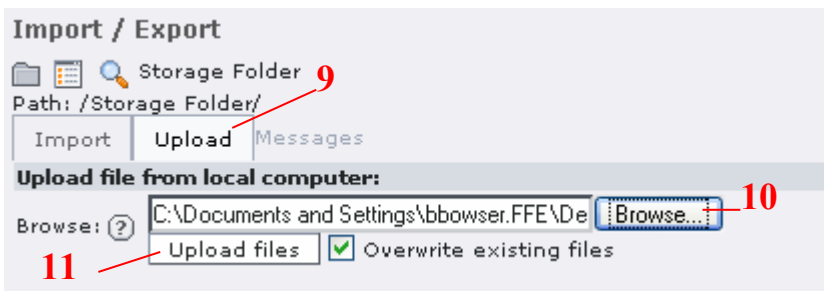 Import / Export
Storage Folder
9
Path: /Storage Folder/
Import Upload Messages
Upload file from local computer:
Browse: ? C:\Documents and Settings\bbowser.FFE\De Browse... 10
11 Upload files Overwrite existing files